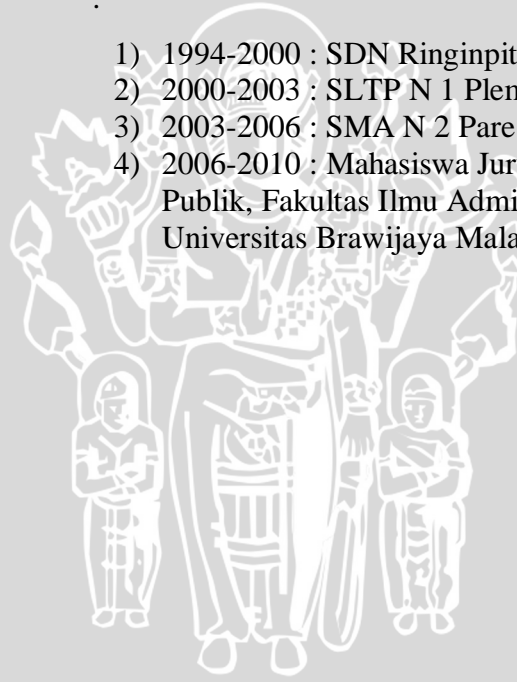 .
1) 1994-2000 : SDN Ringinpit
2) 2000-2003 : SLTP N 1 Plem
3) 2003-2006 : SMA N 2 Pare
4) 2006-2010 : Mahasiswa Jur
Publik, Fakultas Ilmu Admi
Universitas Brawijaya Mala